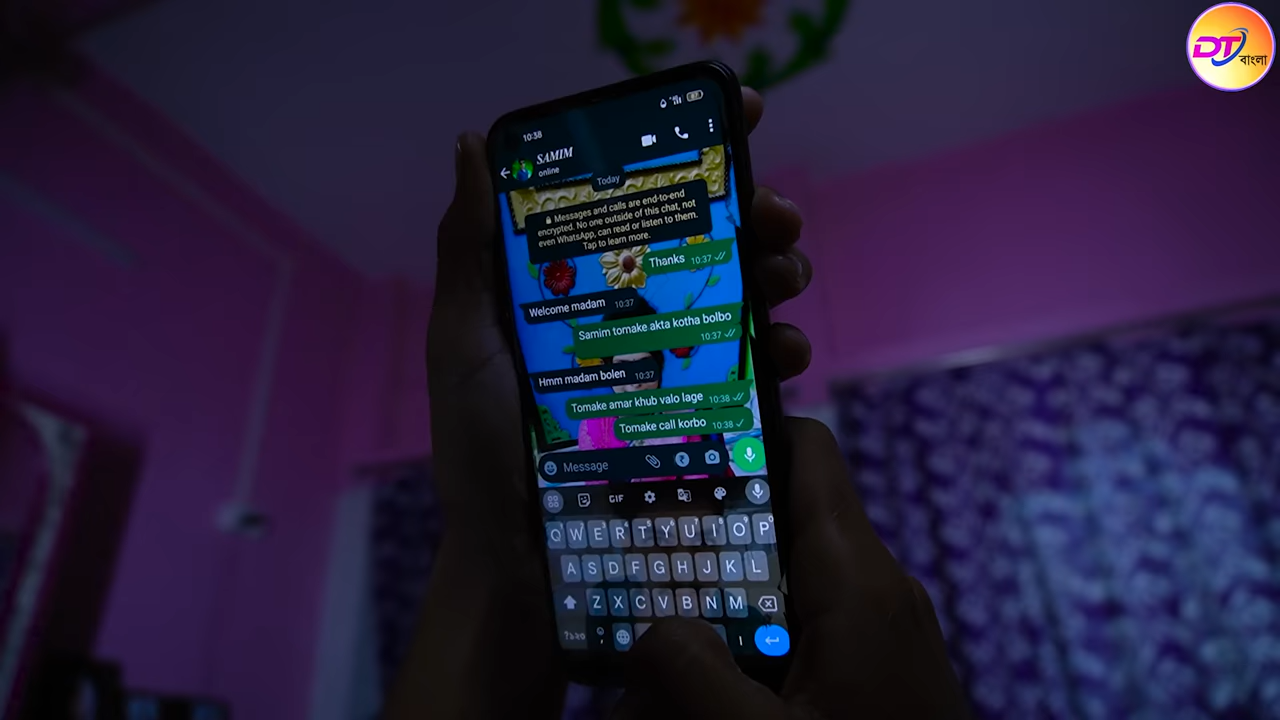 DT
বাংলা
10:38
87
SAMIM
online
Today
Messages and calls are end-to-end
encrypted. No one outside of this chat, not
even WhatsApp, can read or listen to them.
Tap to learn more.
Thanks 10:37
Welcome madam 10:37
Samim tomake akta kotha bolbo
10:37
Hmm madam bolen 10:37
Tomake amar khub valo lage 10:38
Tomake call korbo 10:38
Message
GIF
Q W E R T Y U I O P
A S D F G H J K L
Z X C V B N M
?১২৩